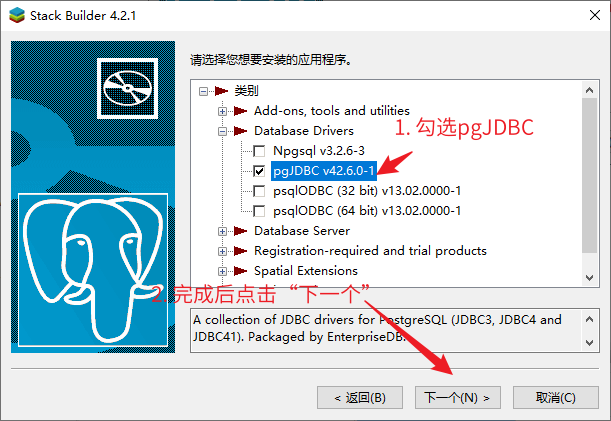 Stack Builder 4.2.1
请选择您想要安装的应用程序。
类别
Add-ons, tools and utilities
Database Drivers
1. 勾选pgJDBC
Npgsql v3.2.6-3
pgJDBC v42.6.0-1
psqlODBC (32 bit) v13.02.0000-1
psqlODBC (64 bit) v13.02.0000-1
Database Server
Registration-required and trial products
Spatial Extensions
2. 完成后点击“下一个”
A collection of JDBC drivers for PostgreSQL (JDBC3, JDBC4 and
JDBC41). Packaged by EnterpriseDB.
< 返回(B)
下一个(N) >
取消(C)